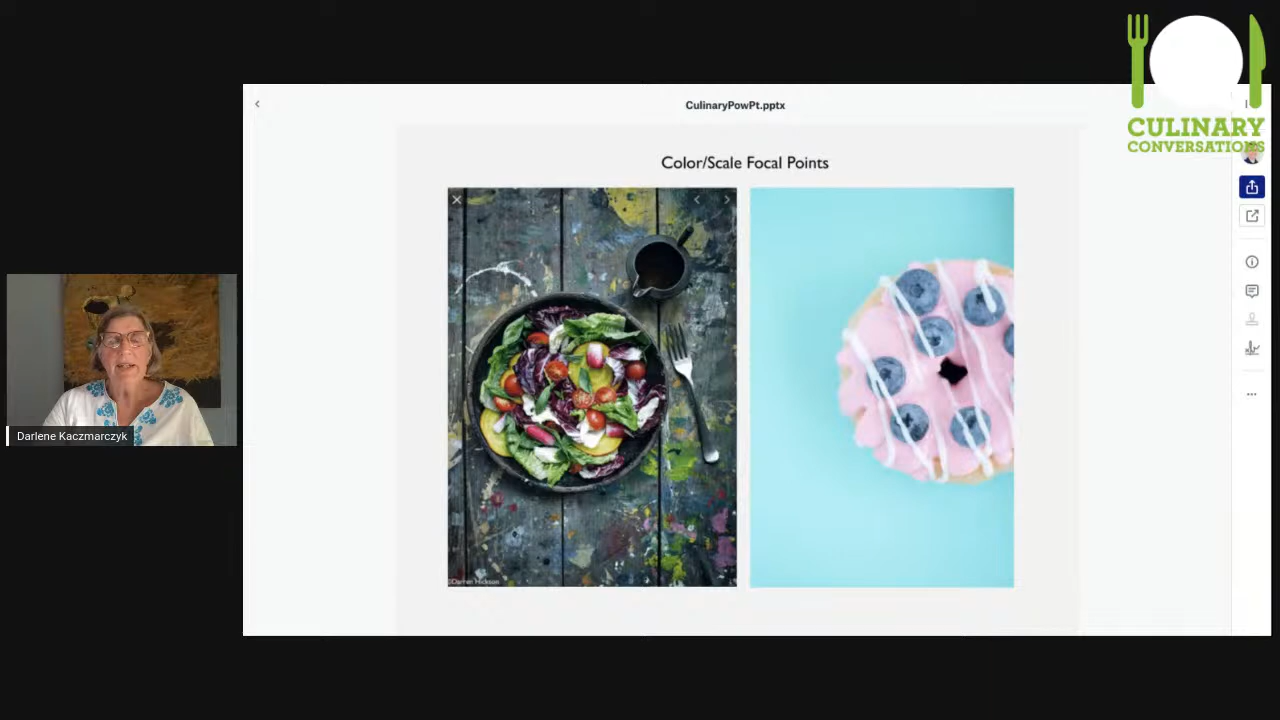 CULINARY
CONVERSATIONS
CulinaryPowPt.pptx
Color/Scale Focal Points
©Darren Hickson
Darlene Kaczmarczyk